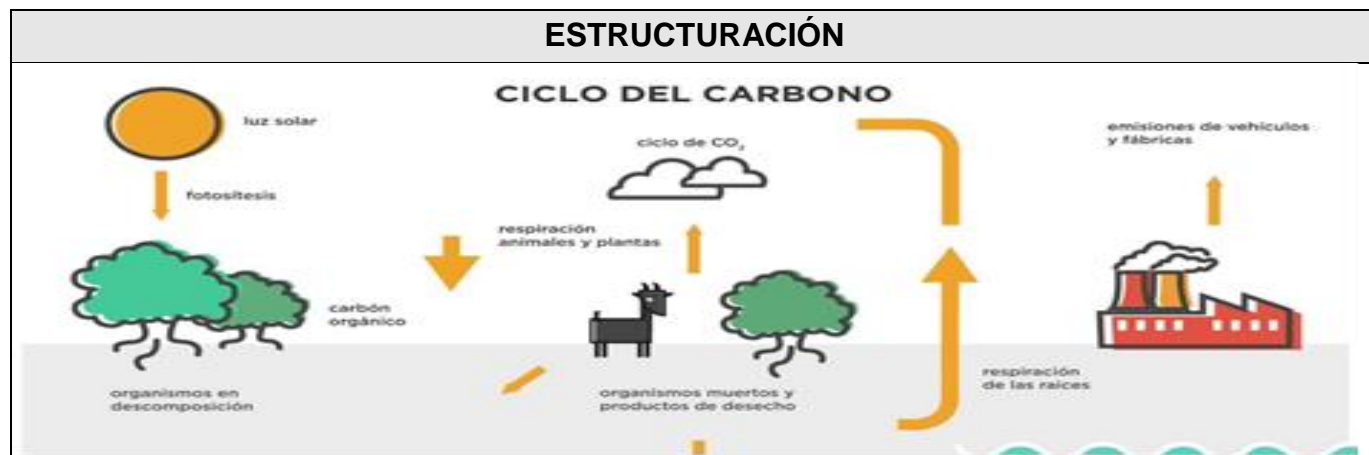 ESTRUCTURACIÓN
CICLO DEL CARBONO
luz solar
ciclo de CO₂
emisiones de vehículos
y fábricas
fotosítesis
respiración
animales y plantas
carbón
orgánico
respiración
de las raíces
organismos en
descomposición
organismos muertos y
productos de desecho